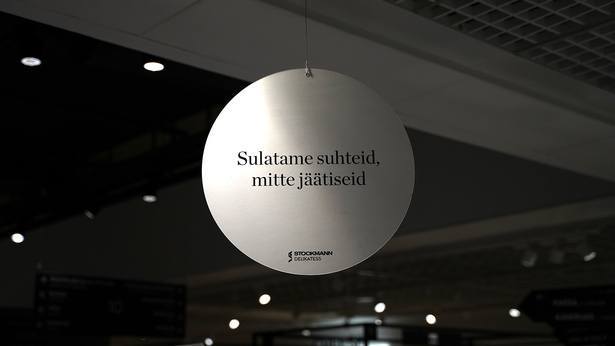 Sulatame suhteid,
mitte jäätiseid
STOCKMANN
DELIKATESS